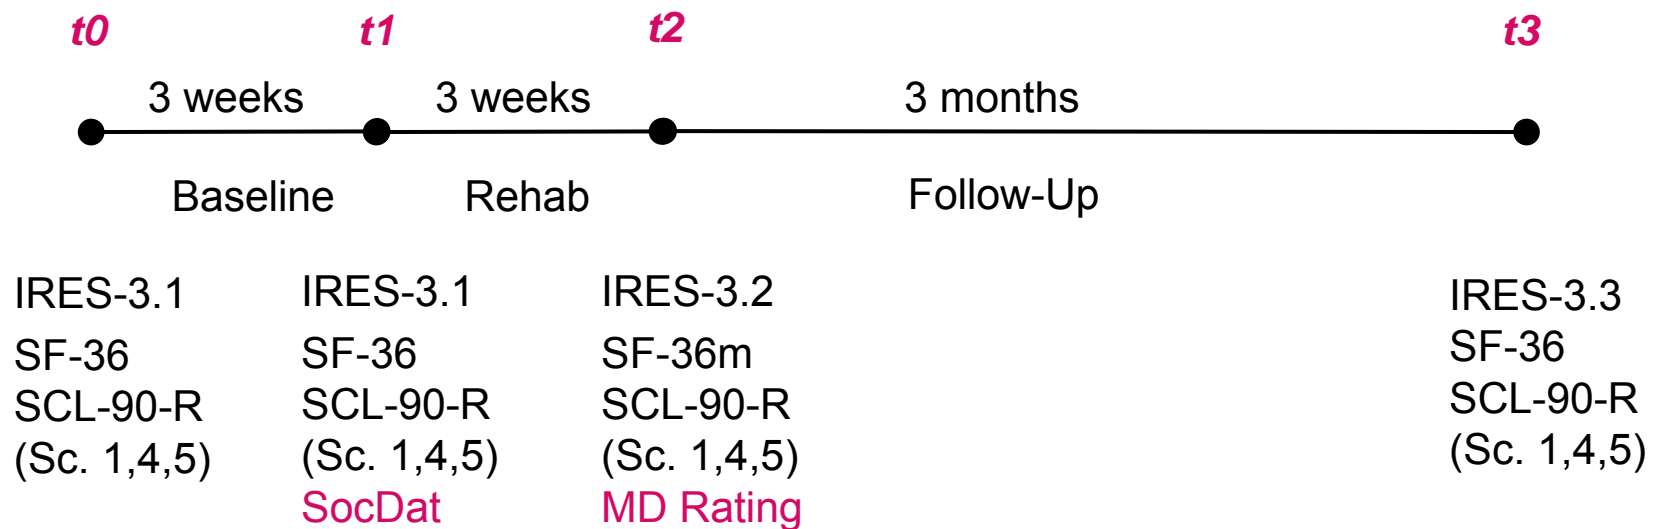 t0 t1 t2 t3
3 weeks 3 weeks 3 months
Baseline Rehab Follow-Up
IRES-3.1 IRES-3.1 IRES-3.2 IRES-3.3
SF-36 SF-36 SF-36m SF-36
SCL-90-R SCL-90-R SCL-90-R SCL-90-R
(Sc. 1,4,5) (Sc. 1,4,5) (Sc. 1,4,5) (Sc. 1,4,5)
SocDat MD Rating